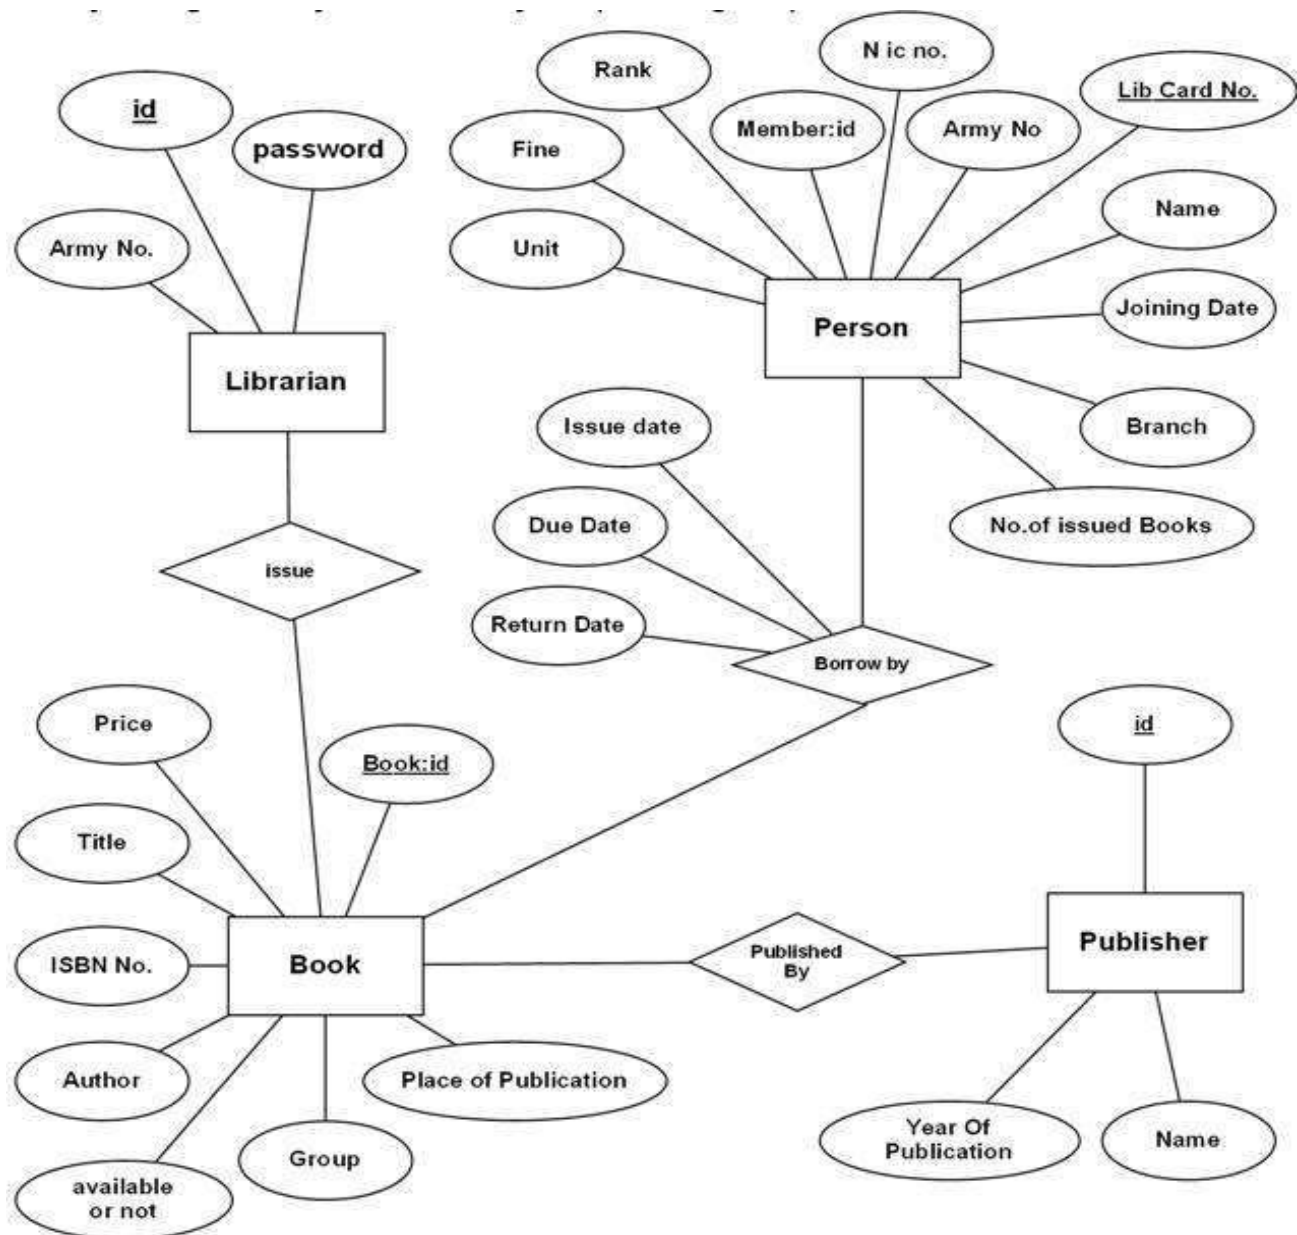 N ic no.
Rank
Lib Card No.
id
Member:id
Army No
password
Fine
Name
Army No.
Unit
Joining Date
Person
Librarian
Issue date
Branch
Due Date
No.of issued Books
issue
Return Date
Borrow by
Price
id
Book:id
Title
Publisher
Published
By
ISBN No.
Book
Author
Place of Publication
Year Of
Publication
Name
Group
available
or not